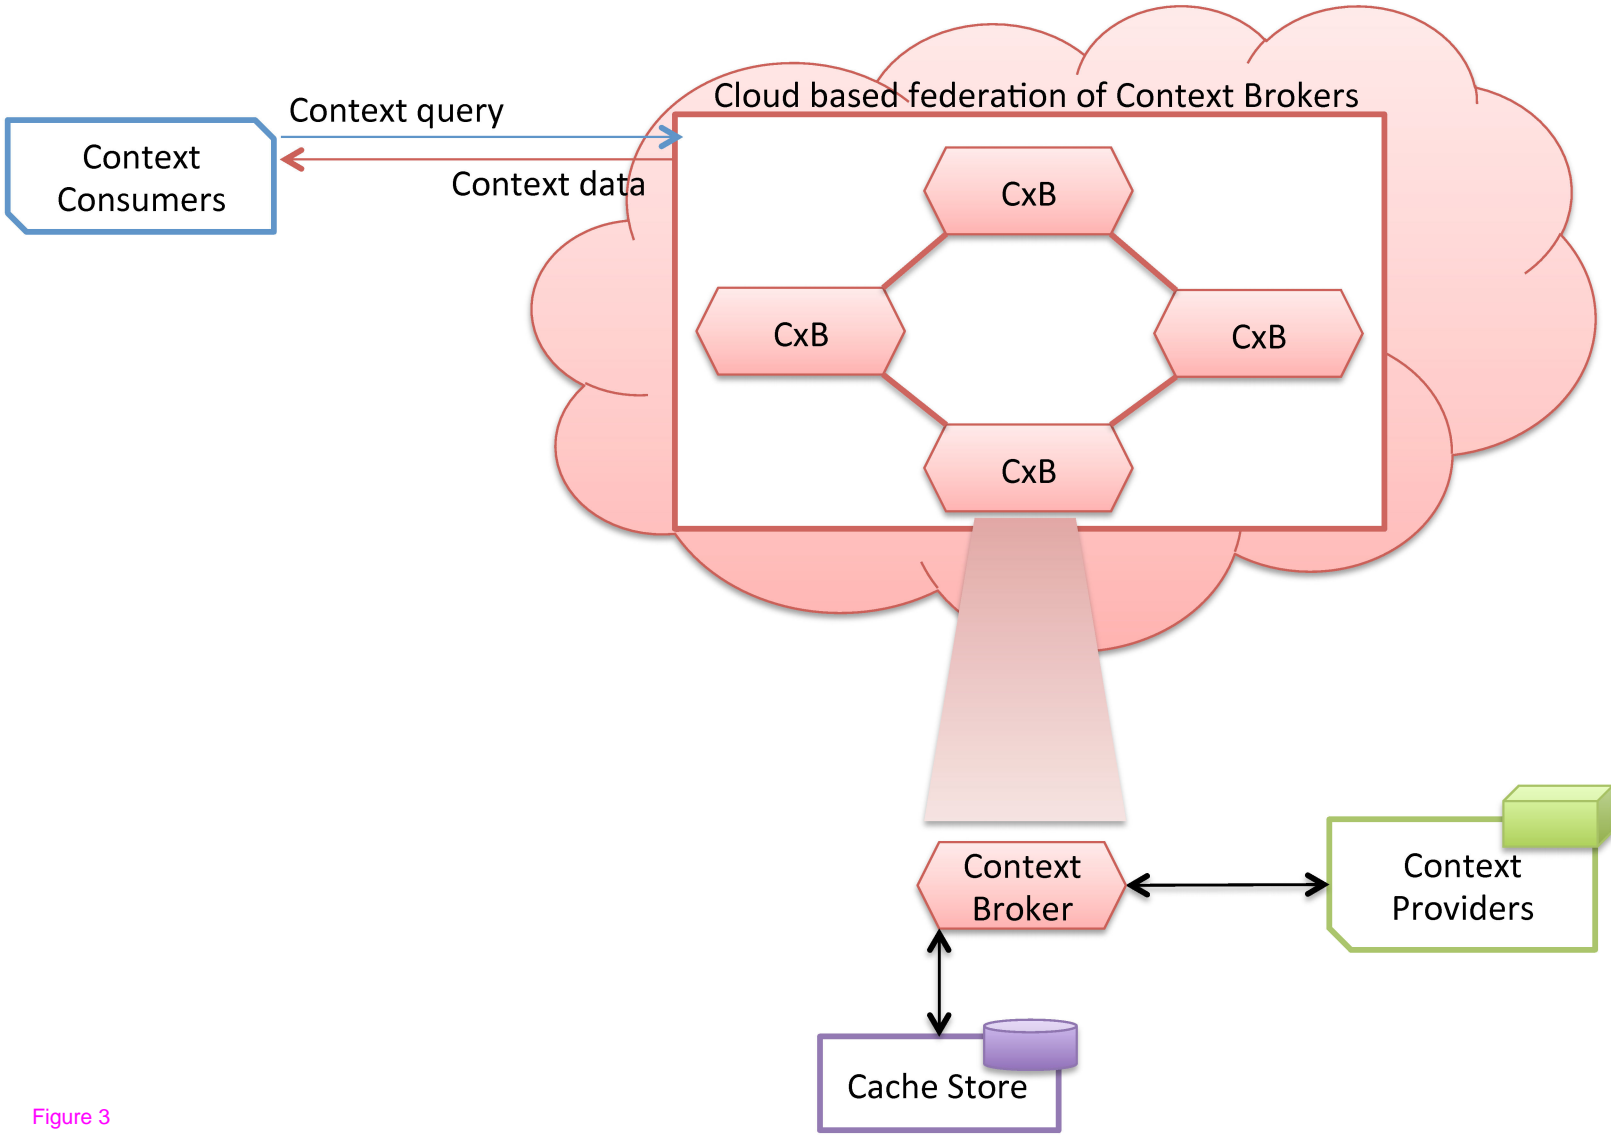 Cloud based federation of Context Brokers
Context query
Context
Consumers
Context data
CxB
CxB
CxB
CxB
Context
Broker
Context
Providers
Cache Store
Figure 3